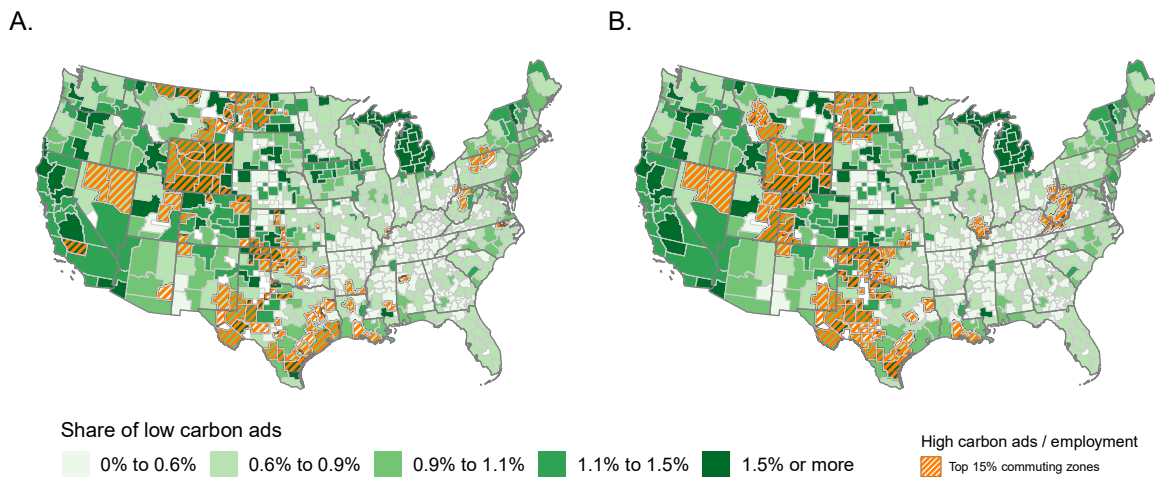 A.
B.
Share of low carbon ads
0% to 0.6%
0.6% to 0.9%
0.9% to 1.1%
1.1% to 1.5%
1.5% or more
High carbon ads / employment
Top 15% commuting zones